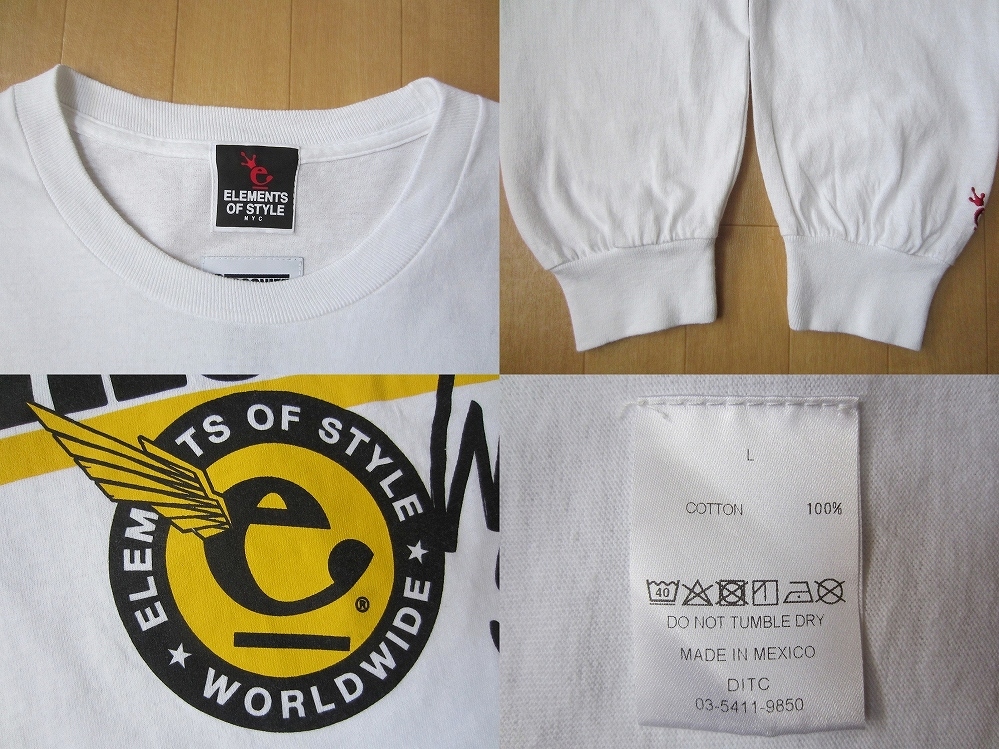 e
ELEMENTS
OF STYLE
NYC
ELEMENTS OF STYLE
e
®
★ WORLDWIDE ★
L
COTTON 100%
40
DO NOT TUMBLE DRY
MADE IN MEXICO
DITC
03-5411-9850